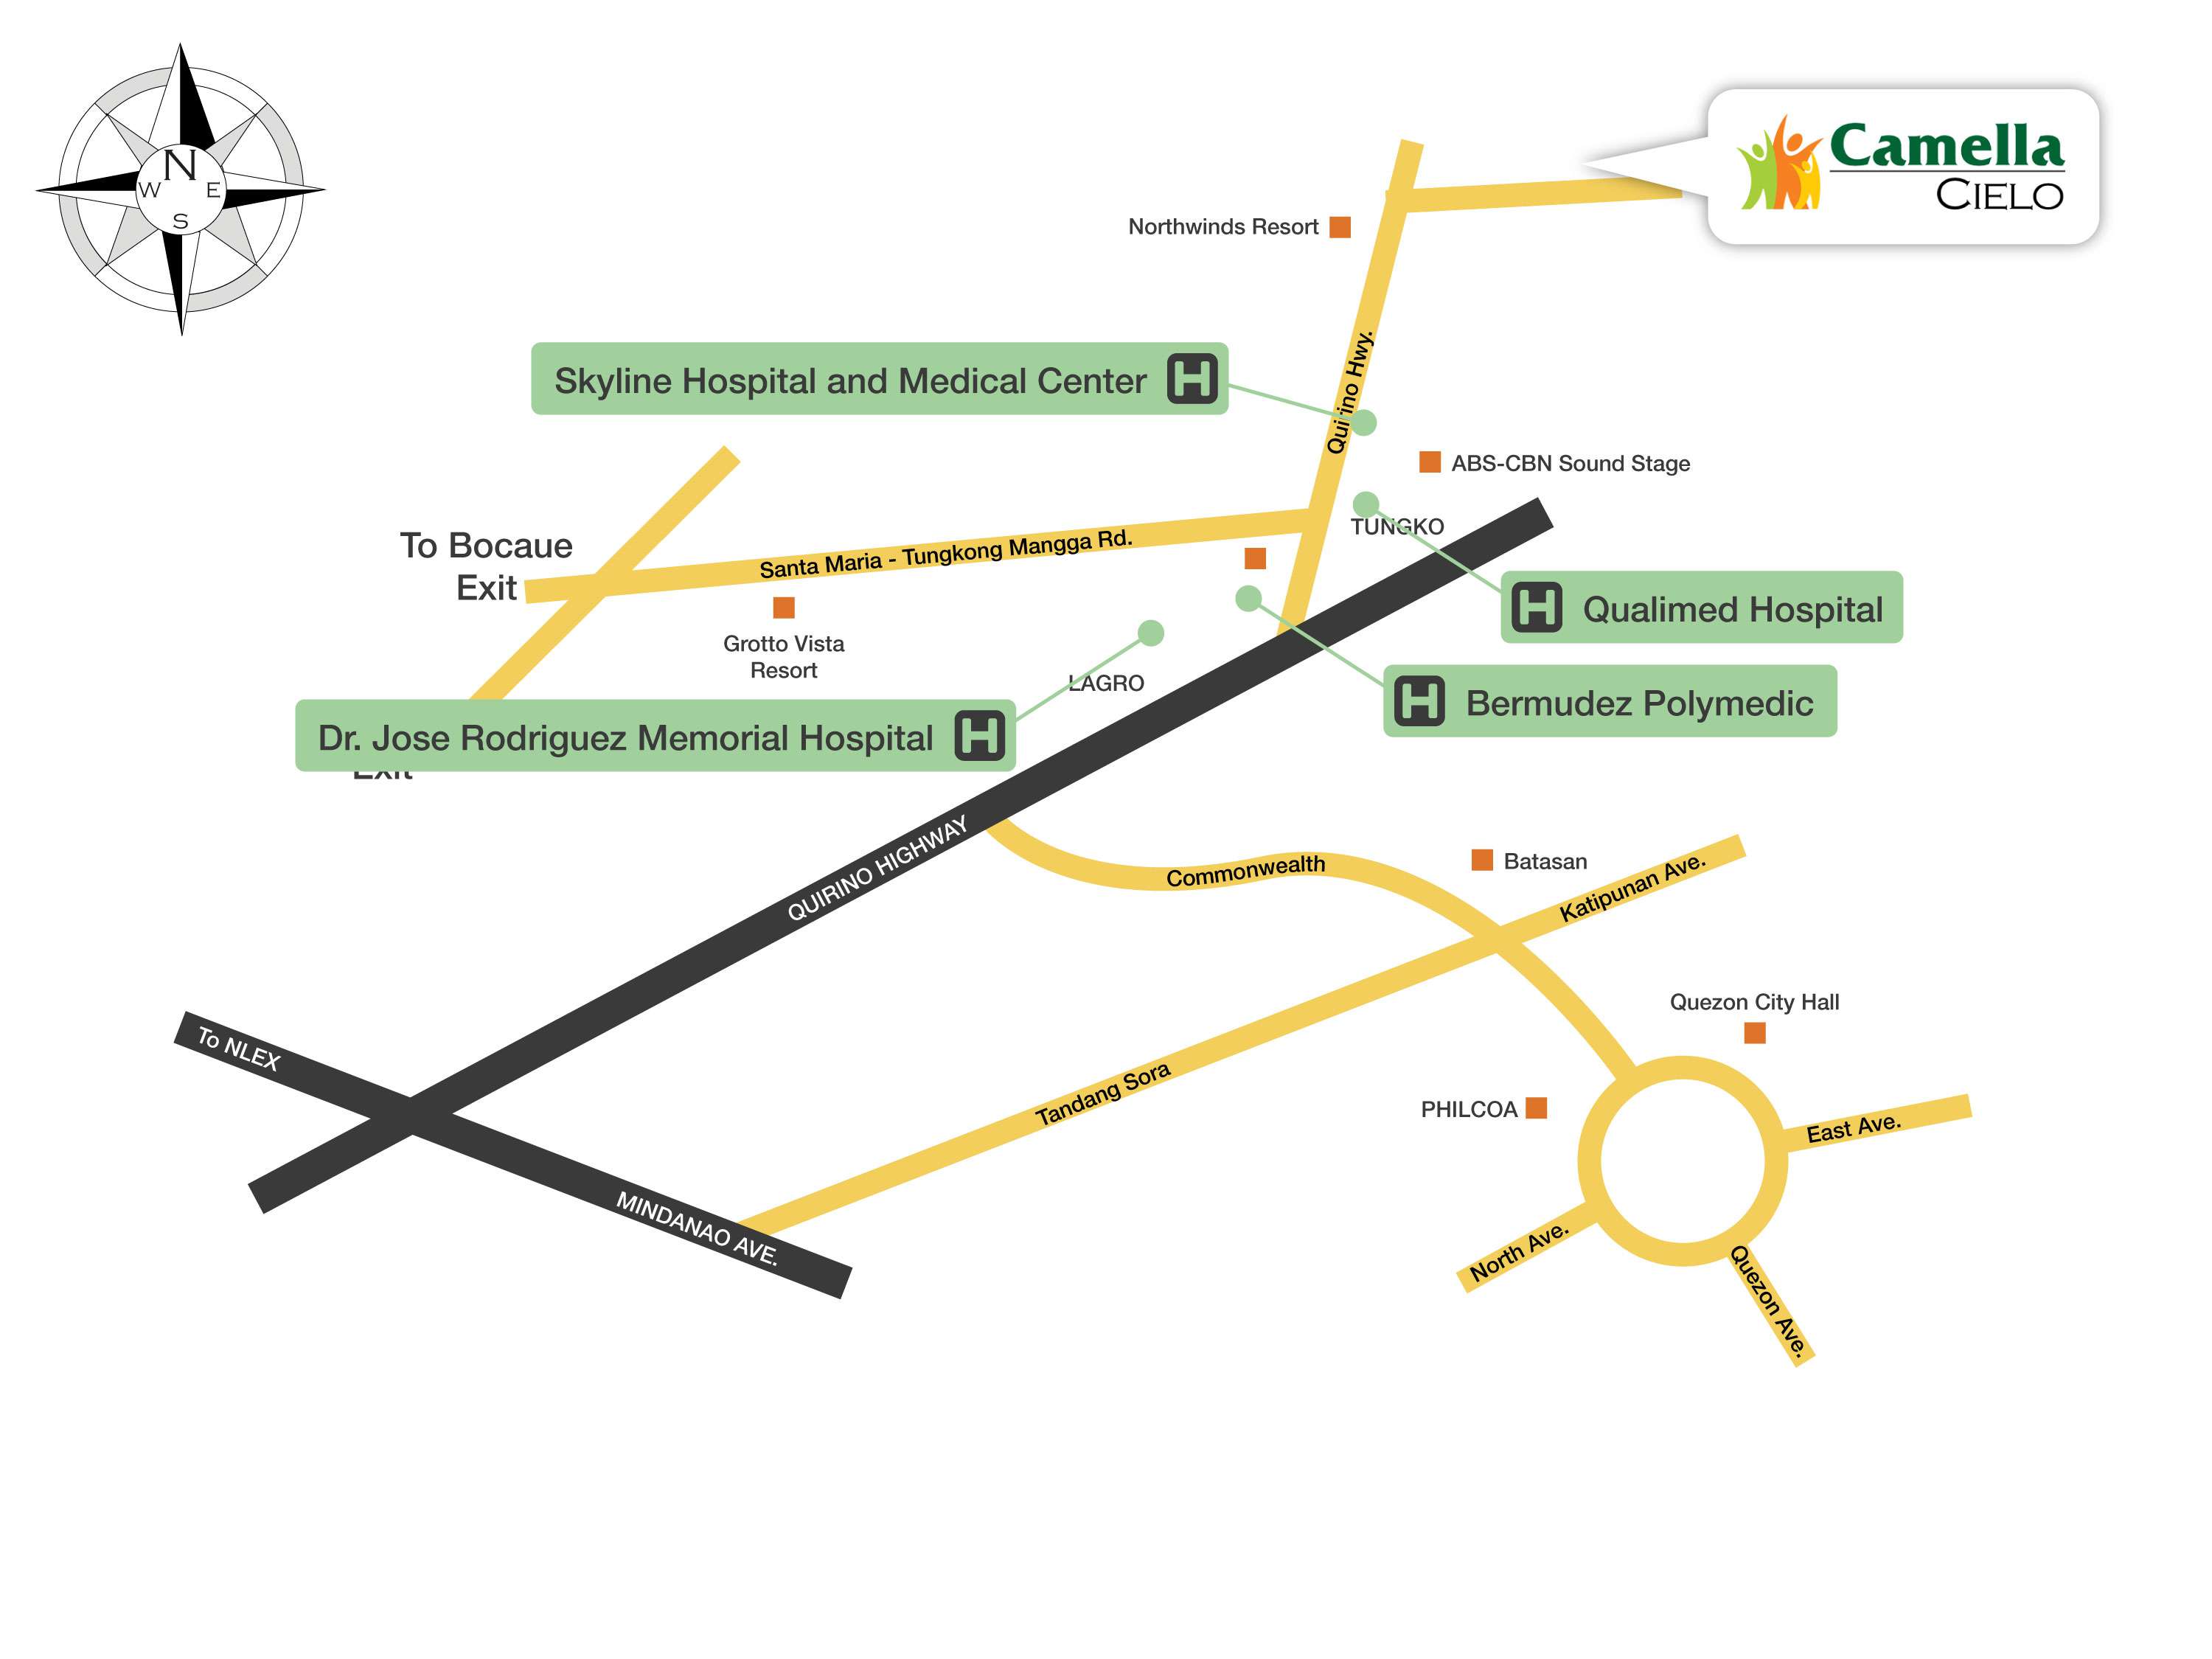 N
W E
S
Camella
CIELO
Northwinds Resort
Quirino Hwy.
Skyline Hospital and Medical Center H
ABS-CBN Sound Stage
TUNGKO
To Bocaue
Exit
Santa Maria - Tungkong Mangga Rd.
H Qualimed Hospital
Grotto Vista
Resort
LAGRO
H Bermudez Polymedic
Dr. Jose Rodriguez Memorial Hospital H
Exit
QUIRINO HIGHWAY
Commonwealth
Batasan
Katipunan Ave.
Quezon City Hall
To NLEX
Tandang Sora
PHILCOA
East Ave.
MINDANAO AVE.
North Ave.
Quezon Ave.